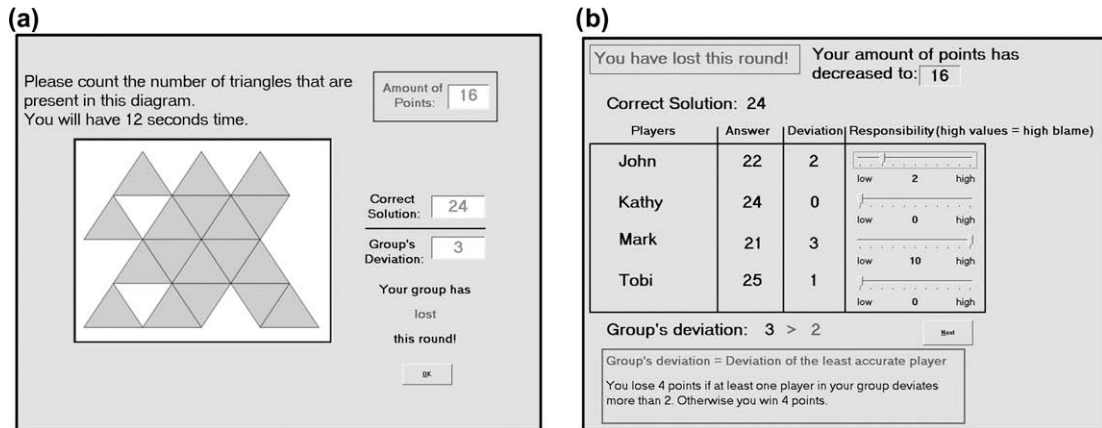 (a)
Please count the number of triangles that are
present in this diagram.
You will have 12 seconds time.
Amount of
Points: 16
Correct
Solution: 24
Group's
Deviation: 3
Your group has
lost
this round!
OK
(b)
You have lost this round!
Your amount of points has
decreased to: 16
Correct Solution: 24
Players Answer Deviation Responsibility (high values = high blame)
John 22 2
low 2 high
Kathy 24 0
low 0 high
Mark 21 3
low 10 high
Tobi 25 1
low 0 high
Group's deviation: 3 > 2
Next
Group's deviation = Deviation of the least accurate player
You lose 4 points if at least one player in your group deviates
more than 2. Otherwise you win 4 points.